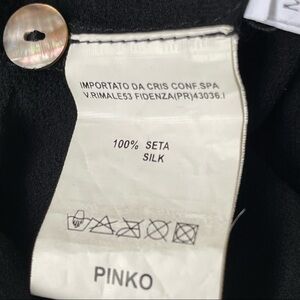 IMPORTATO DA CRIS CONF.SPA
V.RIMALE53 FIDENZA(PR)43036.I
100% SETA
SILK
PINKO